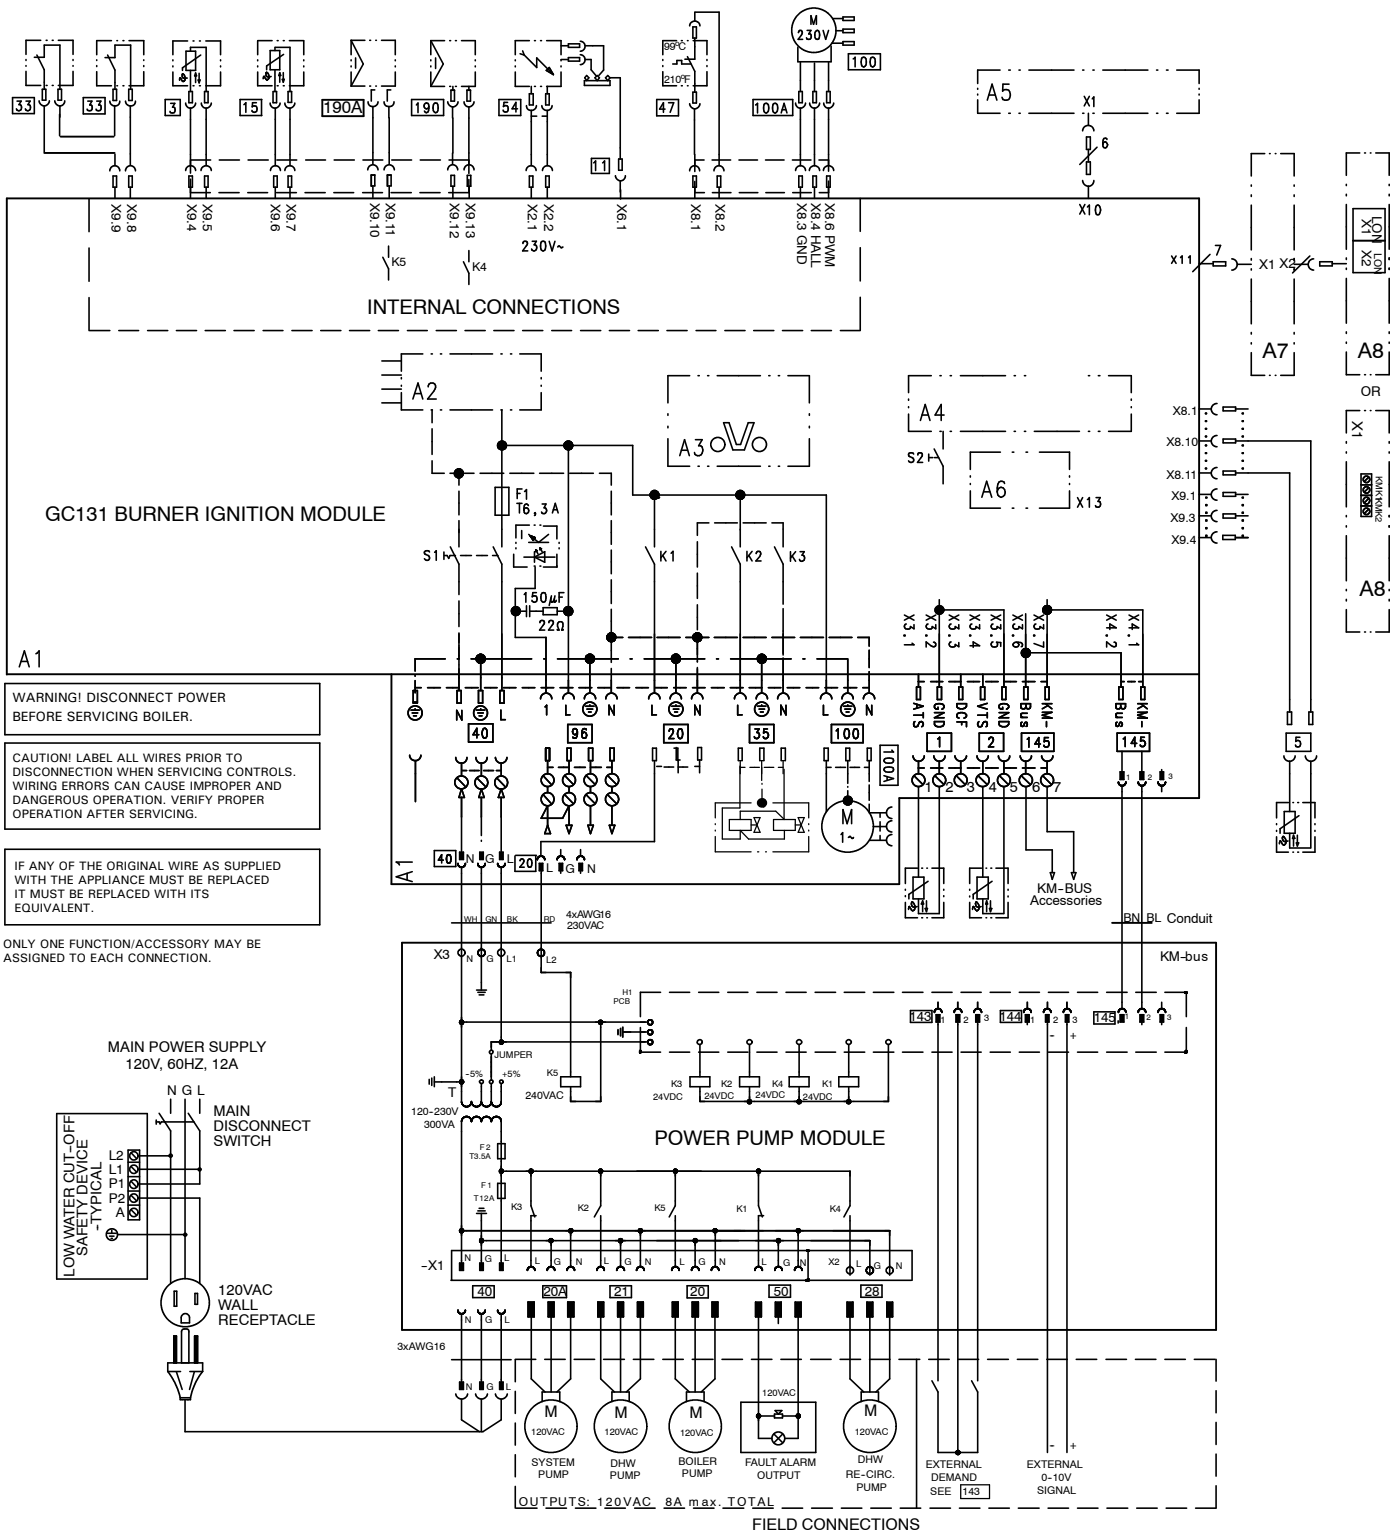 M
230V
100
99°C
210°F
33
33
3
15
190A
190
54
11
47
100A
A5
X1
6
X10
X9.9
X9.8
X9.4
X9.5
X9.6
X9.7
X9.10
X9.11
X9.12
X9.13
X2.1
X2.2
230V~
X6.1
X8.1
X8.2
X8.3 GND
X8.4 HALL
X8.6 PWM
K5
K4
INTERNAL CONNECTIONS
X11
7
X1 X2
A7
LON
X1
LON
X2
A8
OR
X1
KMK1KMK2
A8
A2
A3
A4
S2
A6
X13
X8.1
X8.10
X8.11
X9.1
X9.3
X9.4
GC131 BURNER IGNITION MODULE
F1
T6,3A
S1
K1
K2
K3
150µF
22Ω
A1
X3.1
X3.2
X3.3
X3.4
X3.5
X3.6
X3.7
X4.2
X4.1
WARNING! DISCONNECT POWER
BEFORE SERVICING BOILER.
CAUTION! LABEL ALL WIRES PRIOR TO
DISCONNECTION WHEN SERVICING CONTROLS.
WIRING ERRORS CAN CAUSE IMPROPER AND
DANGEROUS OPERATION. VERIFY PROPER
OPERATION AFTER SERVICING.
IF ANY OF THE ORIGINAL WIRE AS SUPPLIED
WITH THE APPLIANCE MUST BE REPLACED
IT MUST BE REPLACED WITH ITS
EQUIVALENT.
ONLY ONE FUNCTION/ACCESSORY MAY BE
ASSIGNED TO EACH CONNECTION.
N L 1 L N L N L N L N
40
96
20
35
100
100A
ATS
GND
DCF
VTS
GND
Bus
KM-
Bus
KM-
1
2
145
145
5
1 2 3 4 5 6 7
1 2 3
M
1~
A1
40 N G L
20 L G N
KM-BUS
Accessories
WH GN BK RD
4xAWG16
230VAC
BN BL Conduit
X3 N G L1 L2
KM-bus
H1
PCB
143 1 2 3
144 1 2 3
- +
145 1 2 3
JUMPER
-5% +5%
T
120-230V
300VA
K5
240VAC
K3
24VDC
K2
24VDC
K4
24VDC
K1
24VDC
POWER PUMP MODULE
F2
T3.5A
F1
T12A
K3
K2
K5
K1
K4
-X1
N G L
L G N
L G N
L G N
L G N
X2 L G N
40
20A
21
20
50
28
N G L
3xAWG16
N G L
MAIN POWER SUPPLY
120V, 60HZ, 12A
N G L
MAIN
DISCONNECT
SWITCH
LOW WATER CUT-OFF
SAFETY DEVICE
-TYPICAL
L2
L1
P1
P2
A
120VAC
WALL
RECEPTACLE
M
120VAC
SYSTEM
PUMP
M
120VAC
DHW
PUMP
M
120VAC
BOILER
PUMP
120VAC
FAULT ALARM
OUTPUT
M
120VAC
DHW
RE-CIRC.
PUMP
EXTERNAL
DEMAND
SEE 143
- +
EXTERNAL
0-10V
SIGNAL
OUTPUTS: 120VAC 8A max. TOTAL
FIELD CONNECTIONS